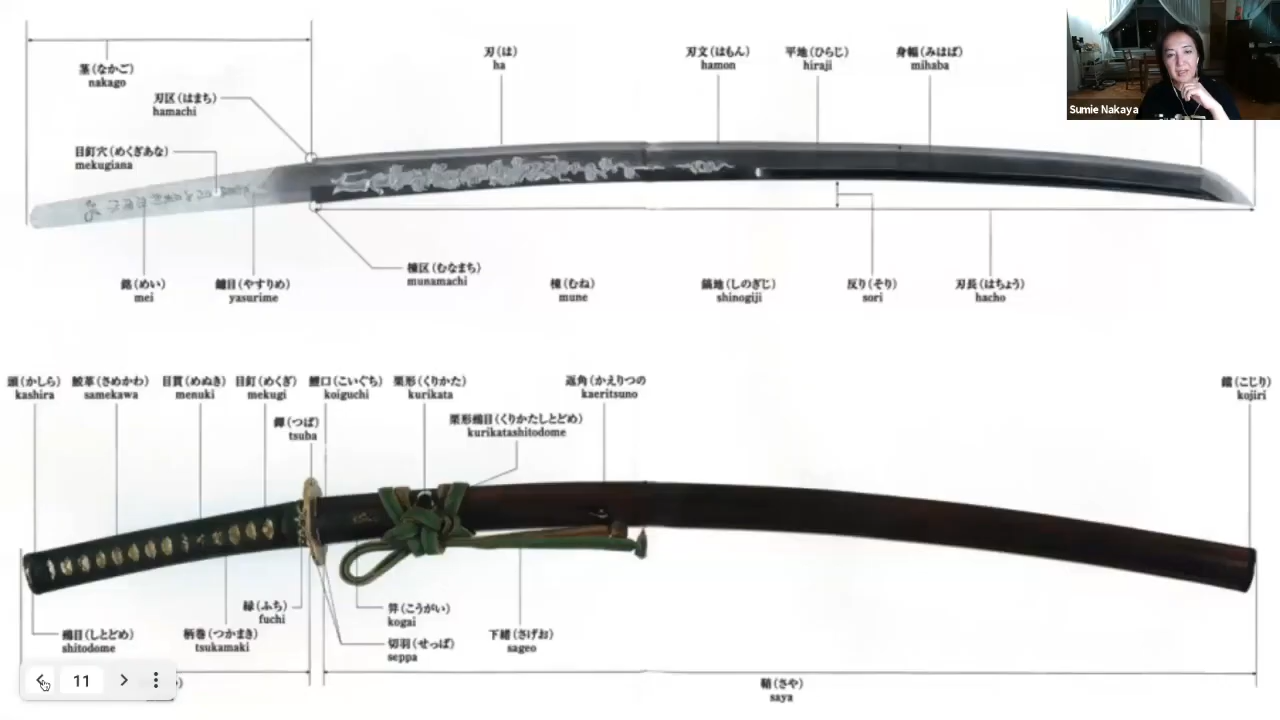 茎（なかご）
nakago
刃（は）
ha
刃文（はもん）
hamon
平地（ひらじ）
hiraji
身幅（みはば）
mihaba
Sumie Nakaya
刃区（はまち）
hamachi
目釘穴（めくぎあな）
mekugiana
銘（めい）
mei
鑢目（やすりめ）
yasurime
棟区（むなまち）
munamachi
棟（むね）
mune
鎬地（しのぎじ）
shinogiji
反り（そり）
sori
刃長（はちょう）
hacho
頭（かしら）
kashira
鮫革（さめかわ）
samekawa
目貫（めぬき）
menuki
目釘（めくぎ）
mekugi
鯉口（こいぐち）
koiguchi
栗形（くりかた）
kurikata
返角（かえりつの
kaeritsuno
鐺（こじり）
kojiri
鐔（つば）
tsuba
栗形鵐目（くりかたしとどめ）
kurikatashitodome
縁（ふち）
fuchi
笄（こうがい）
kogai
鵐目（しとどめ）
shitodome
柄巻（つかまき）
tsukamaki
切羽（せっぱ）
seppa
下緒（さげお）
sageo
11
鞘（さや）
saya